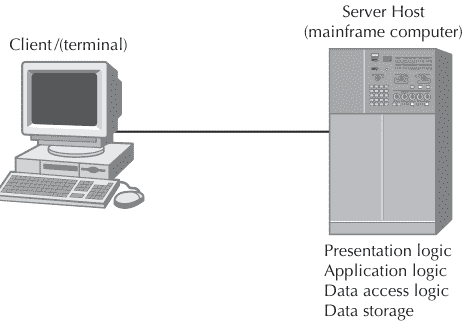 Client/(terminal)
Server Host
(mainframe computer)
Presentation logic
Application logic
Data access logic
Data storage